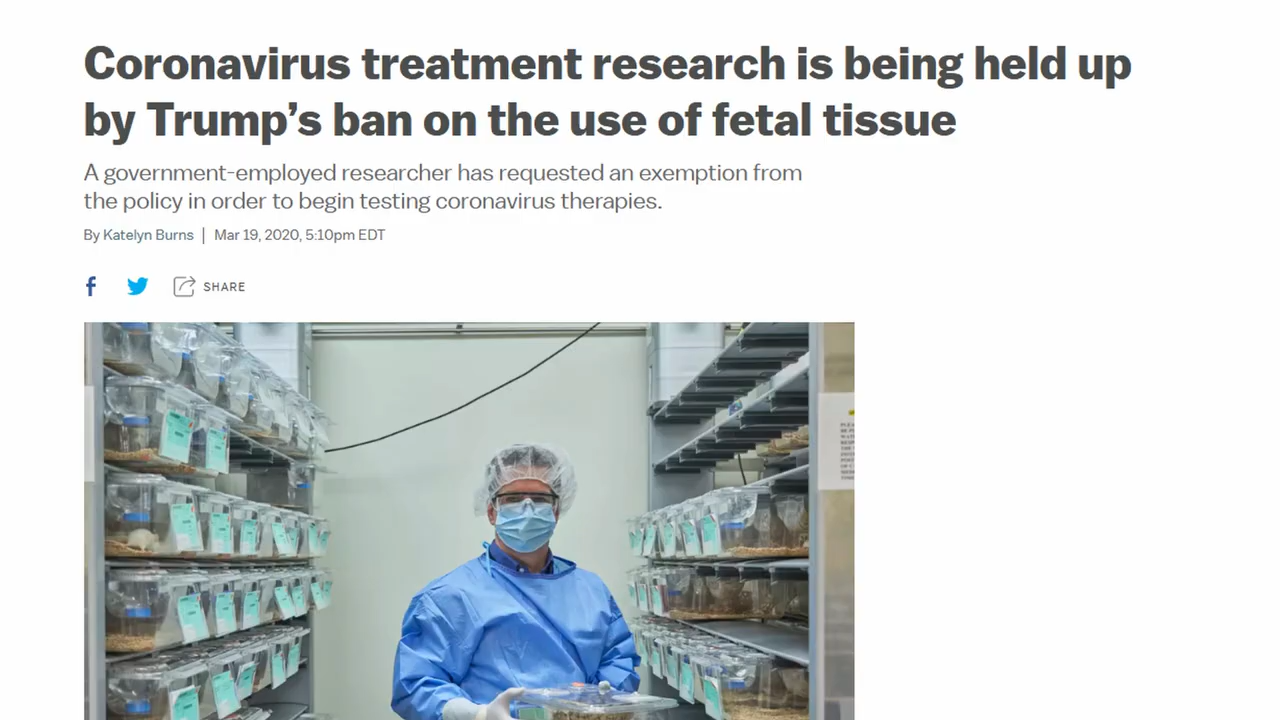 Coronavirus treatment research is being held up
by Trump’s ban on the use of fetal tissue
A government-employed researcher has requested an exemption from
the policy in order to begin testing coronavirus therapies.
By Katelyn Burns | Mar 19, 2020, 5:10pm EDT
SHARE